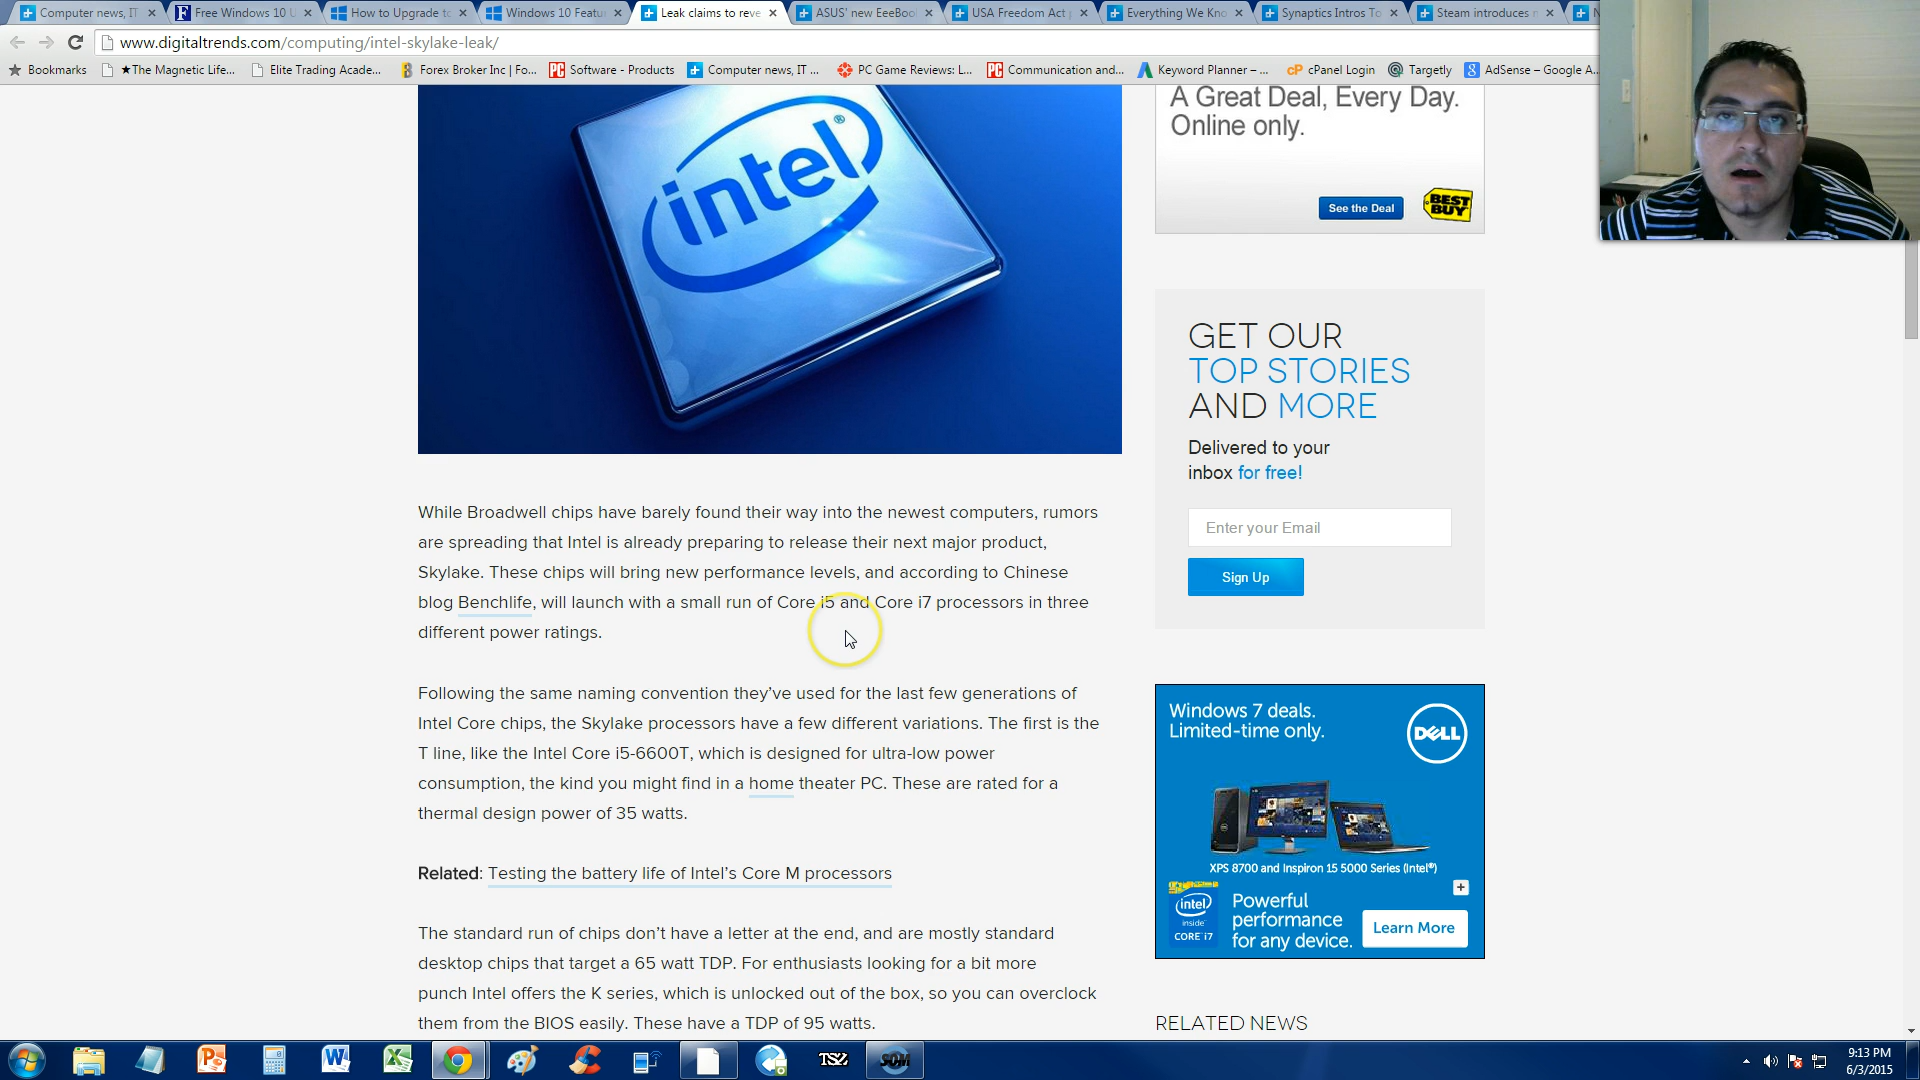 Computer news, IT
Free Windows 10 U
How to Upgrade to
Windows 10 Featu
Leak claims to reve
ASUS' new EeeBoo
USA Freedom Act p
Everything We Kno
Synaptics Intros To
Steam introduces n
N
www.digitaltrends.com/computing/intel-skylake-leak/
Bookmarks
★The Magnetic Life...
Elite Trading Acade...
Forex Broker Inc | Fo...
Software - Products
Computer news, IT ...
PC Game Reviews: L...
Communication and...
Keyword Planner – ...
cPanel Login
Targetly
AdSense – Google A...
intel®
A Great Deal, Every Day.
Online only.
See the Deal
BEST BUY
GET OUR
TOP STORIES
AND MORE
Delivered to your
inbox for free!
Enter your Email
Sign Up
While Broadwell chips have barely found their way into the newest computers, rumors
are spreading that Intel is already preparing to release their next major product,
Skylake. These chips will bring new performance levels, and according to Chinese
blog Benchlife, will launch with a small run of Core i5 and Core i7 processors in three
different power ratings.
Following the same naming convention they've used for the last few generations of
Intel Core chips, the Skylake processors have a few different variations. The first is the
T line, like the Intel Core i5-6600T, which is designed for ultra-low power
consumption, the kind you might find in a home theater PC. These are rated for a
thermal design power of 35 watts.
Related: Testing the battery life of Intel's Core M processors
The standard run of chips don't have a letter at the end, and are mostly standard
desktop chips that target a 65 watt TDP. For enthusiasts looking for a bit more
punch Intel offers the K series, which is unlocked out of the box, so you can overclock
them from the BIOS easily. These have a TDP of 95 watts.
Windows 7 deals.
Limited-time only.
DELL
XPS 8700 and Inspiron 15 5000 Series (Intel®)
intel inside CORE i7
Powerful
performance
for any device.
Learn More
RELATED NEWS
TS2
SOM
9:13 PM
6/3/2015